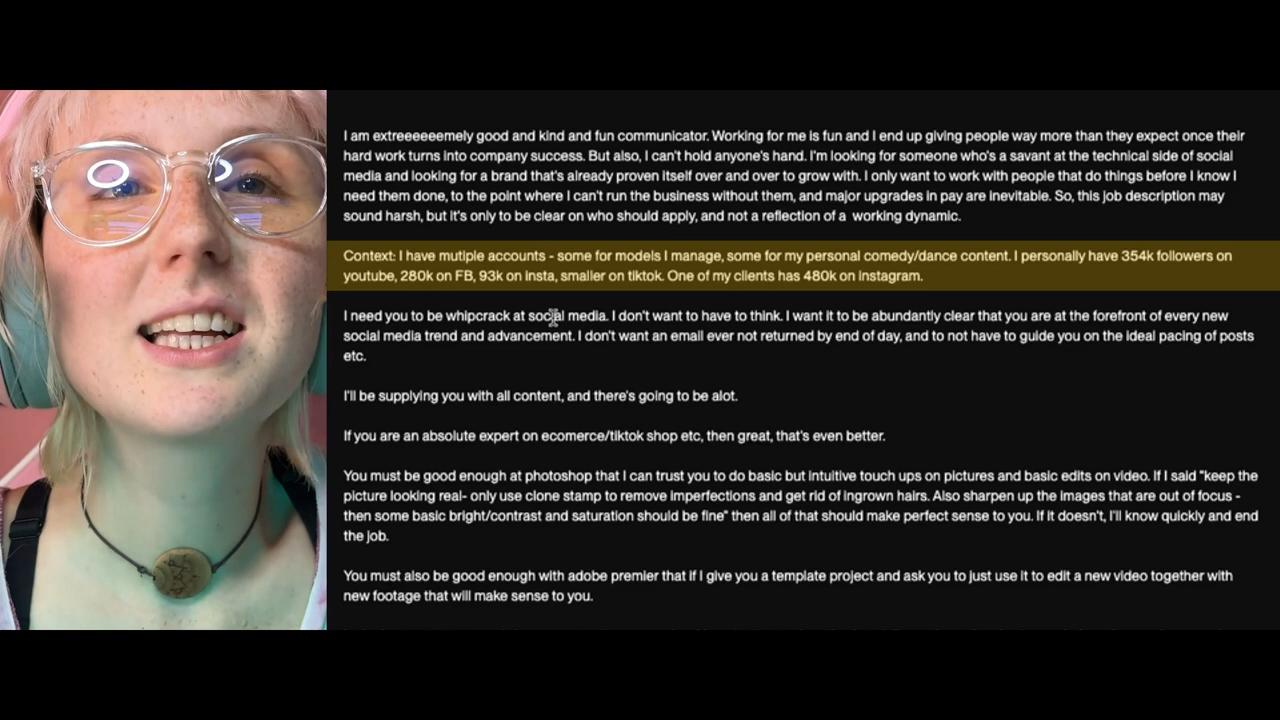 I am extreeeeeemely good and kind and fun communicator. Working for me is fun and I end up giving people way more than they expect once their
hard work turns into company success. But also, I can't hold anyone's hand. I'm looking for someone who's a savant at the technical side of social
media and looking for a brand that's already proven itself over and over to grow with. I only want to work with people that do things before I know I
need them done, to the point where I can't run the business without them, and major upgrades in pay are inevitable. So, this job description may
sound harsh, but it's only to be clear on who should apply, and not a reflection of a working dynamic.
Context: I have mutiple accounts - some for models I manage, some for my personal comedy/dance content. I personally have 354k followers on
youtube, 280k on FB, 93k on insta, smaller on tiktok. One of my clients has 480k on instagram.
I need you to be whipcrack at social media. I don't want to have to think. I want it to be abundantly clear that you are at the forefront of every new
social media trend and advancement. I don't want an email ever not returned by end of day, and to not have to guide you on the ideal pacing of posts
etc.
I'll be supplying you with all content, and there's going to be alot.
If you are an absolute expert on ecomerce/tiktok shop etc, then great, that's even better.
You must be good enough at photoshop that I can trust you to do basic but intuitive touch ups on pictures and basic edits on video. If I said "keep the
picture looking real- only use clone stamp to remove imperfections and get rid of ingrown hairs. Also sharpen up the images that are out of focus -
then some basic bright/contrast and saturation should be fine" then all of that should make perfect sense to you. If it doesn't, I'll know quickly and end
the job.
You must also be good enough with adobe premier that if I give you a template project and ask you to just use it to edit a new video together with
new footage that will make sense to you.